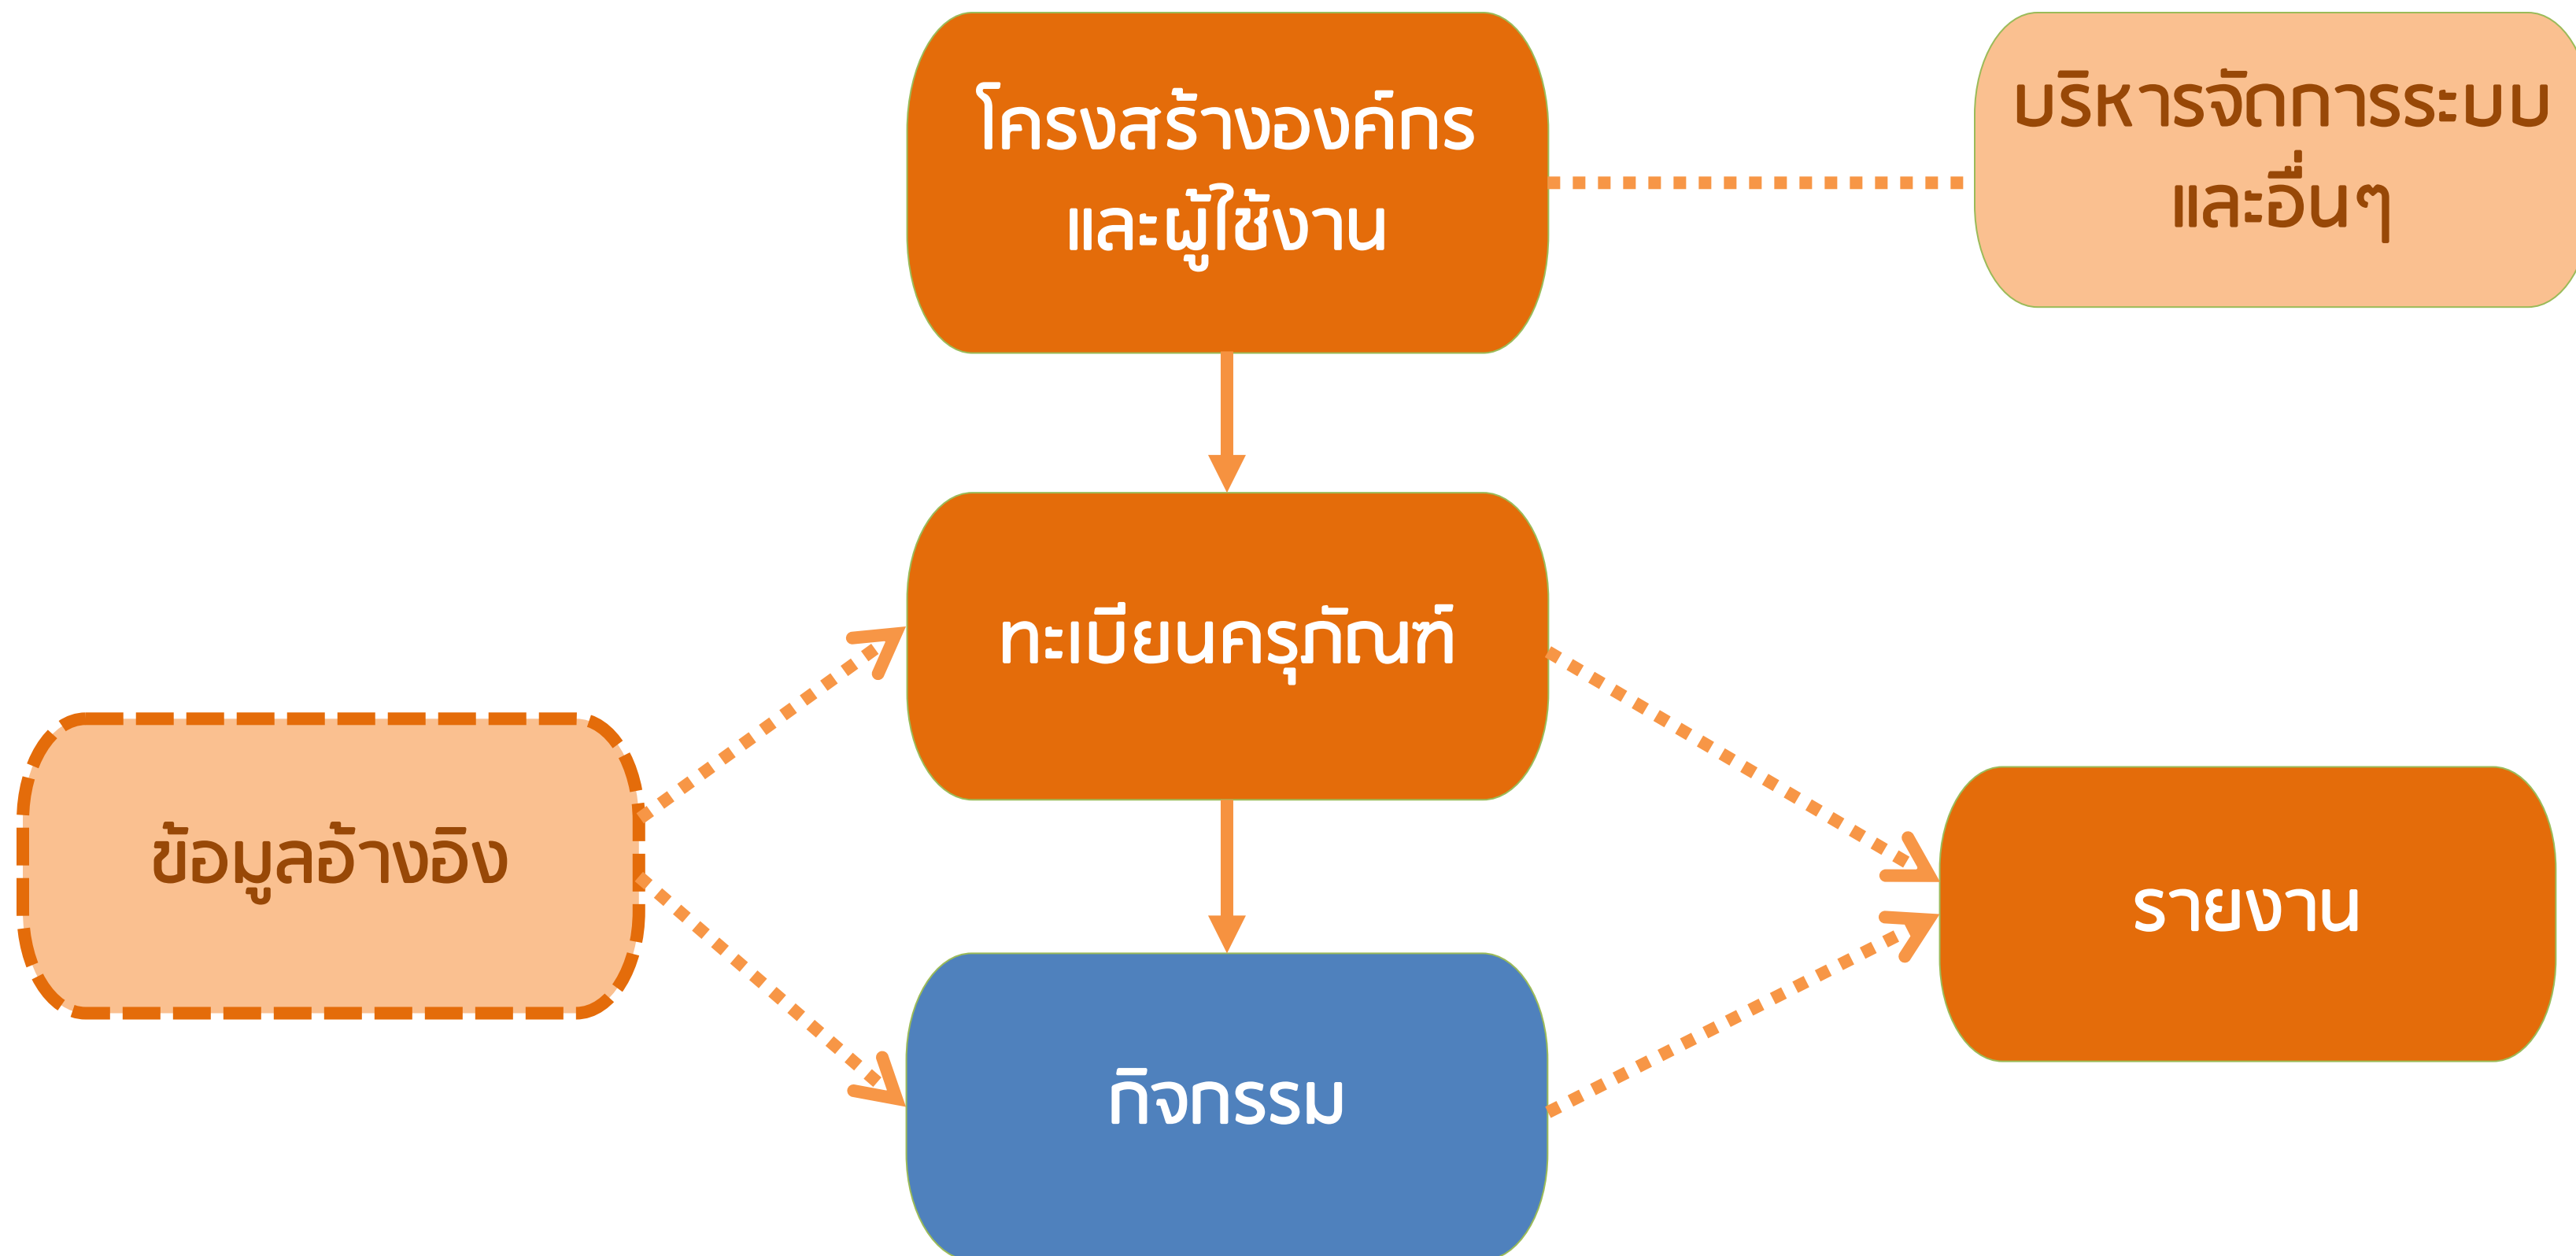 โครงสร้างองค์กร
และผู้ใช้งาน
บริหารจัดการระบบ
และอื่นๆ
ทะเบียนครุภัณฑ์
ข้อมูลอ้างอิง
รายงาน
กิจกรรม